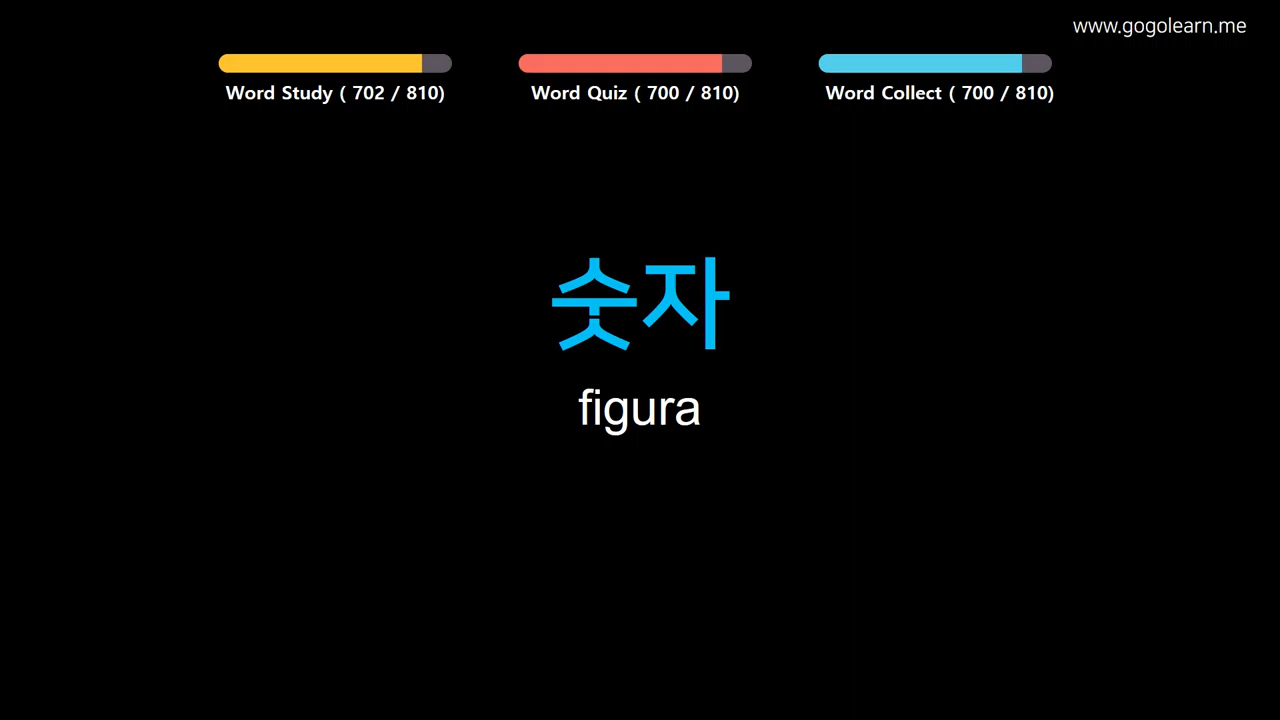 www.gogolearn.me
Word Study ( 702 / 810)
Word Quiz ( 700 / 810)
Word Collect ( 700 / 810)
숫자
figura